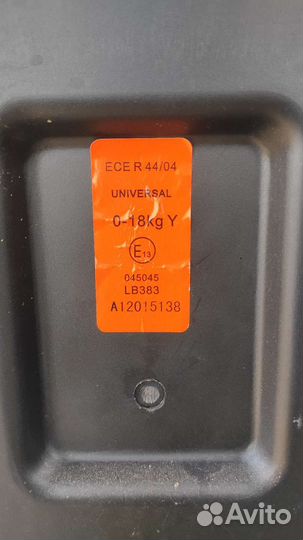 ECE R 44/04
UNIVERSAL
0-18kg Y
E13
045045
LB383
A12015138
Avito